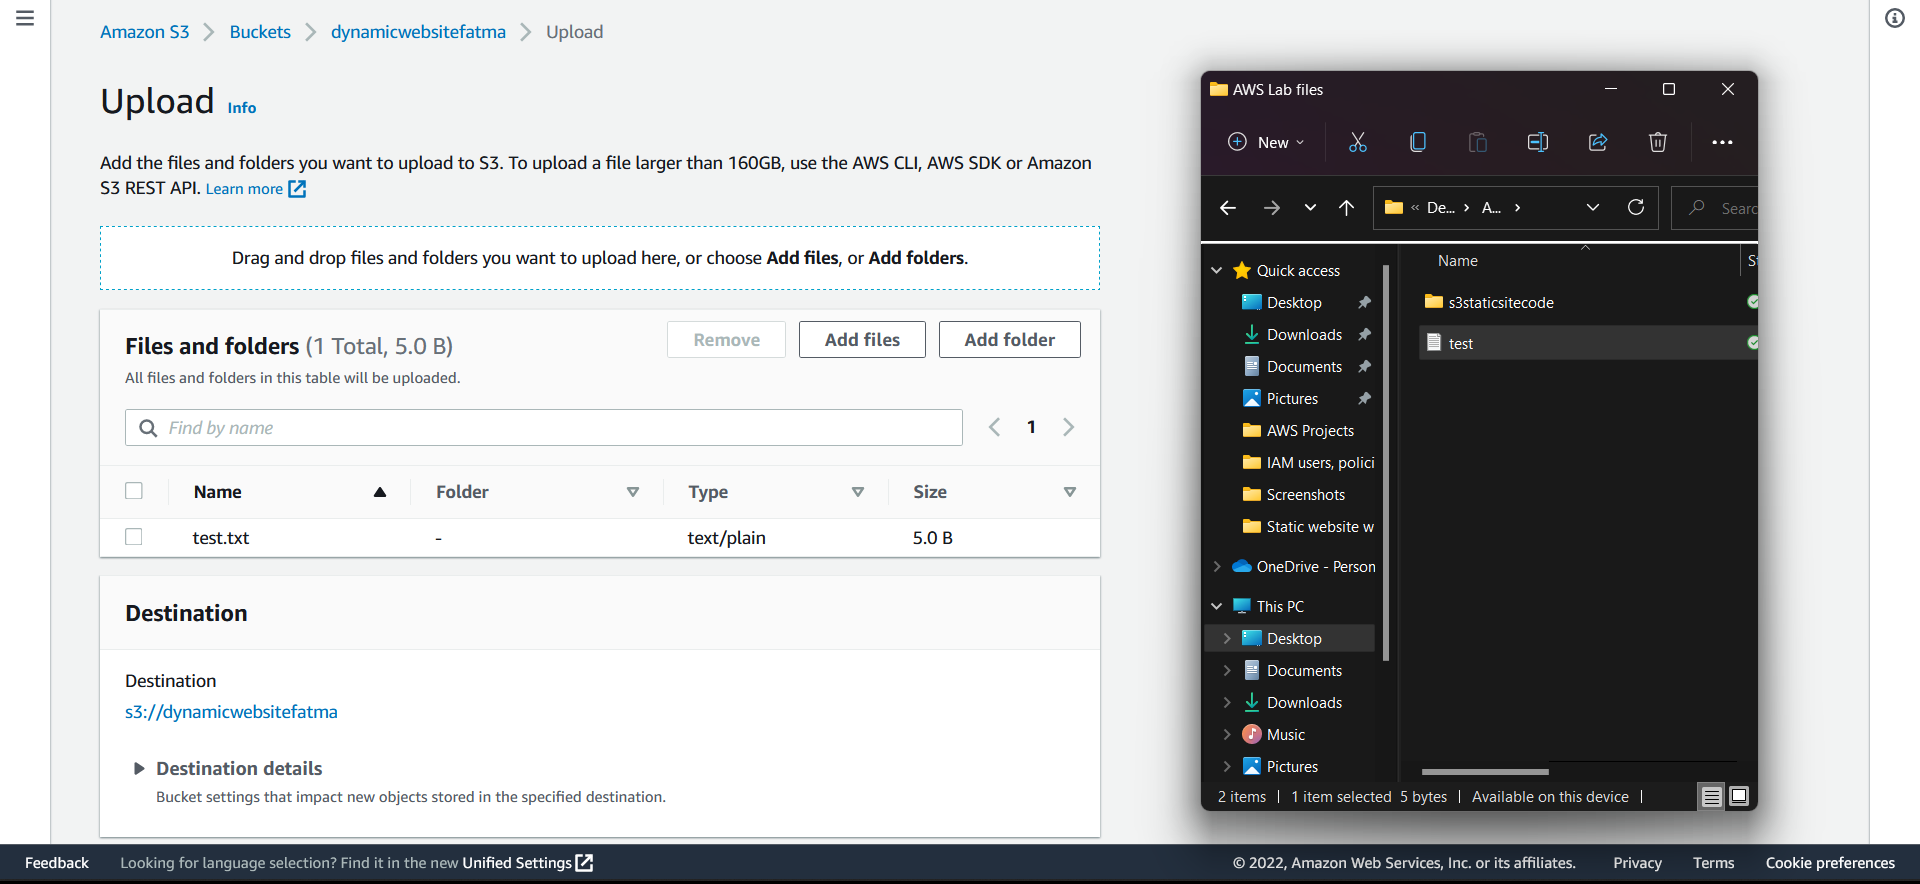 Amazon S3 > Buckets > dynamicwebsitefatma > Upload
Upload Info
Add the files and folders you want to upload to S3. To upload a file larger than 160GB, use the AWS CLI, AWS SDK or Amazon
S3 REST API. Learn more
Drag and drop files and folders you want to upload here, or choose Add files, or Add folders.
Files and folders (1 Total, 5.0 B)
Remove Add files Add folder
All files and folders in this table will be uploaded.
Find by name
1
Name Folder Type Size
test.txt - text/plain 5.0 B
Destination
Destination
s3://dynamicwebsitefatma
Destination details
Bucket settings that impact new objects stored in the specified destination.
AWS Lab files
New
« De... > A... >
Searc
Name St
Quick access
Desktop
Downloads
Documents
Pictures
AWS Projects
IAM users, polici
Screenshots
Static website w
OneDrive - Person
This PC
Desktop
Documents
Downloads
Music
Pictures
s3staticsitecode
test
2 items | 1 item selected 5 bytes | Available on this device |
Feedback Looking for language selection? Find it in the new Unified Settings © 2022, Amazon Web Services, Inc. or its affiliates. Privacy Terms Cookie preferences